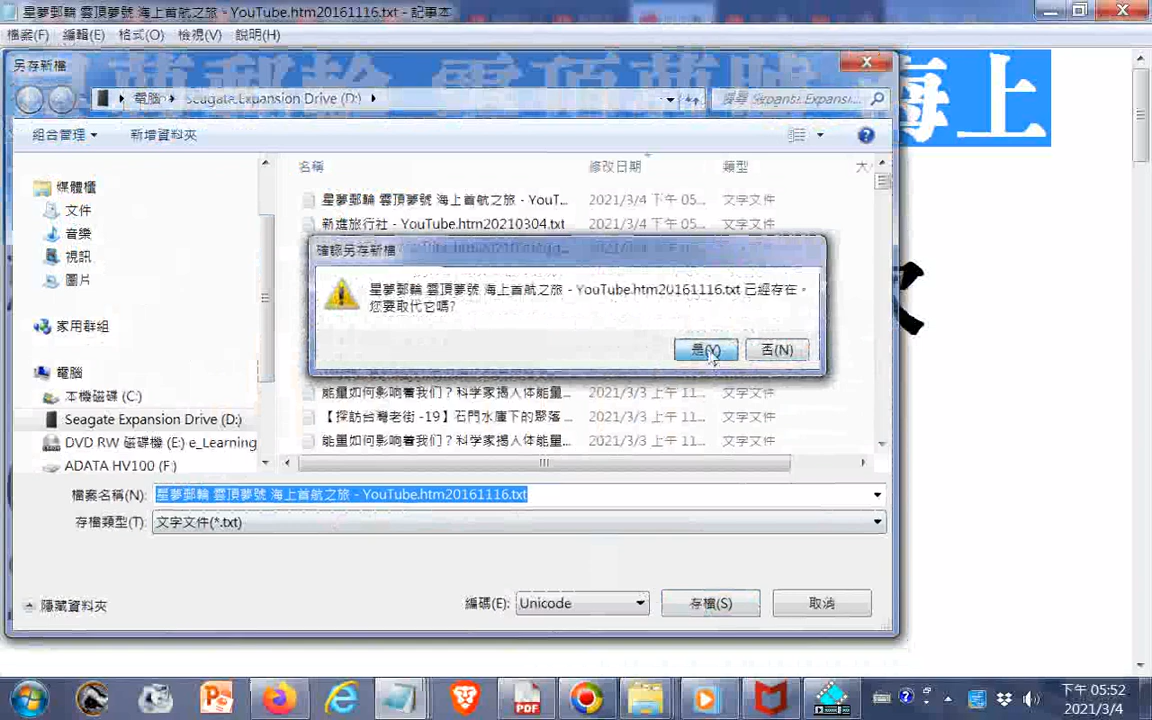 星夢郵輪 雲頂夢號 海上首航之旅 - YouTube.htm20161116.txt - 記事本
檔案(F) 編輯(E) 格式(O) 檢視(V) 說明(H)
海上
另存新檔
電腦 Seagate Expansion Drive (D:)
搜尋 Seagate Expansi...
組合管理 新增資料夾
名稱 修改日期 類型 大
媒體櫃
文件
音樂
視訊
圖片
家用群組
電腦
本機磁碟 (C:)
Seagate Expansion Drive (D:)
DVD RW 磁碟機 (E:) e_Learning
ADATA HV100 (F:)
星夢郵輪 雲頂夢號 海上首航之旅 - YouT... 2021/3/4 下午 05... 文字文件
新進旅行社 - YouTube.htm20210304.txt 2021/3/4 下午 05... 文字文件
確認另存新檔
星夢郵輪 雲頂夢號 海上首航之旅 - YouTube.htm20161116.txt 已經存在。
您要取代它嗎?
是(Y) 否(N)
能量如何影响着我们？科学家揭人体能量... 2021/3/3 上午 11... 文字文件
【探訪台灣老街 -19】石門水庫下的聚落... 2021/3/3 上午 11... 文字文件
能量如何影响着我们？科学家揭人体能量... 2021/3/3 上午 11... 文字文件
檔案名稱(N): 星夢郵輪 雲頂夢號 海上首航之旅 - YouTube.htm20161116.txt
存檔類型(T): 文字文件(*.txt)
隱藏資料夾
編碼(E): Unicode 存檔(S) 取消
PDF
下午 05:52
2021/3/4